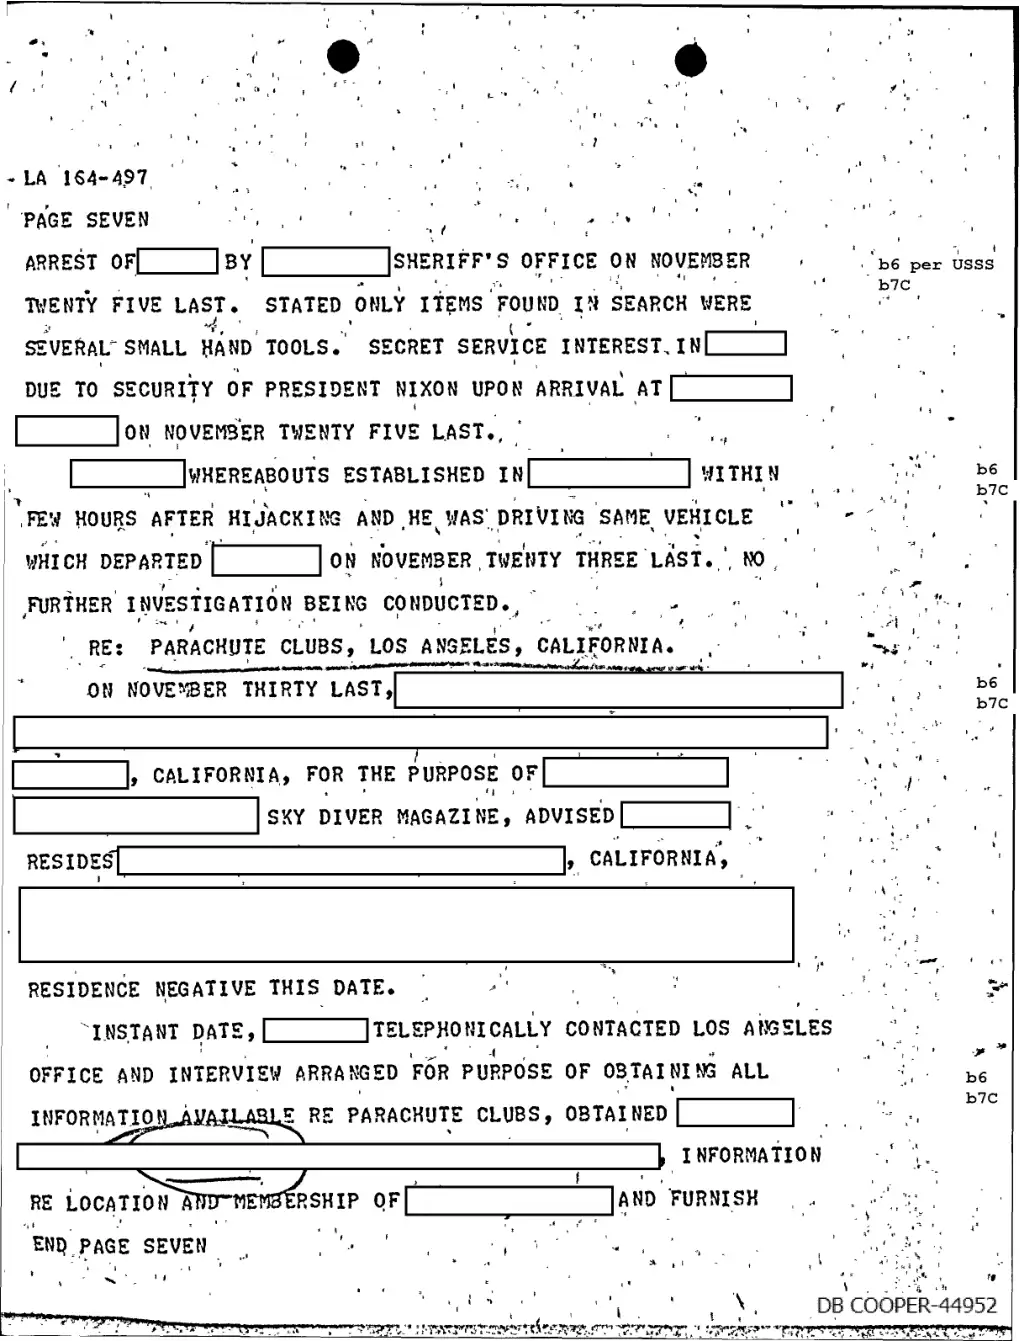 LA 164-497
PAGE SEVEN
ARREST OF BY SHERIFF'S OFFICE ON NOVEMBER
b6 per USSS
b7C
TWENTY FIVE LAST. STATED ONLY ITEMS FOUND IN SEARCH WERE
SEVERAL SMALL HAND TOOLS. SECRET SERVICE INTEREST IN
DUE TO SECURITY OF PRESIDENT NIXON UPON ARRIVAL AT
ON NOVEMBER TWENTY FIVE LAST.
WHEREABOUTS ESTABLISHED IN WITHIN
b6
b7C
FEW HOURS AFTER HIJACKING AND HE WAS DRIVING SAME VEHICLE
WHICH DEPARTED ON NOVEMBER TWENTY THREE LAST. NO
FURTHER INVESTIGATION BEING CONDUCTED.
RE: PARACHUTE CLUBS, LOS ANGELES, CALIFORNIA.
ON NOVEMBER THIRTY LAST,
b6
b7C
, CALIFORNIA, FOR THE PURPOSE OF
SKY DIVER MAGAZINE, ADVISED
RESIDES , CALIFORNIA,
RESIDENCE NEGATIVE THIS DATE.
INSTANT DATE, TELEPHONICALLY CONTACTED LOS ANGELES
OFFICE AND INTERVIEW ARRANGED FOR PURPOSE OF OBTAINING ALL
b6
b7C
INFORMATION AVAILABLE RE PARACHUTE CLUBS, OBTAINED
, INFORMATION
RE LOCATION AND MEMBERSHIP OF AND FURNISH
END PAGE SEVEN
DB COOPER-44952